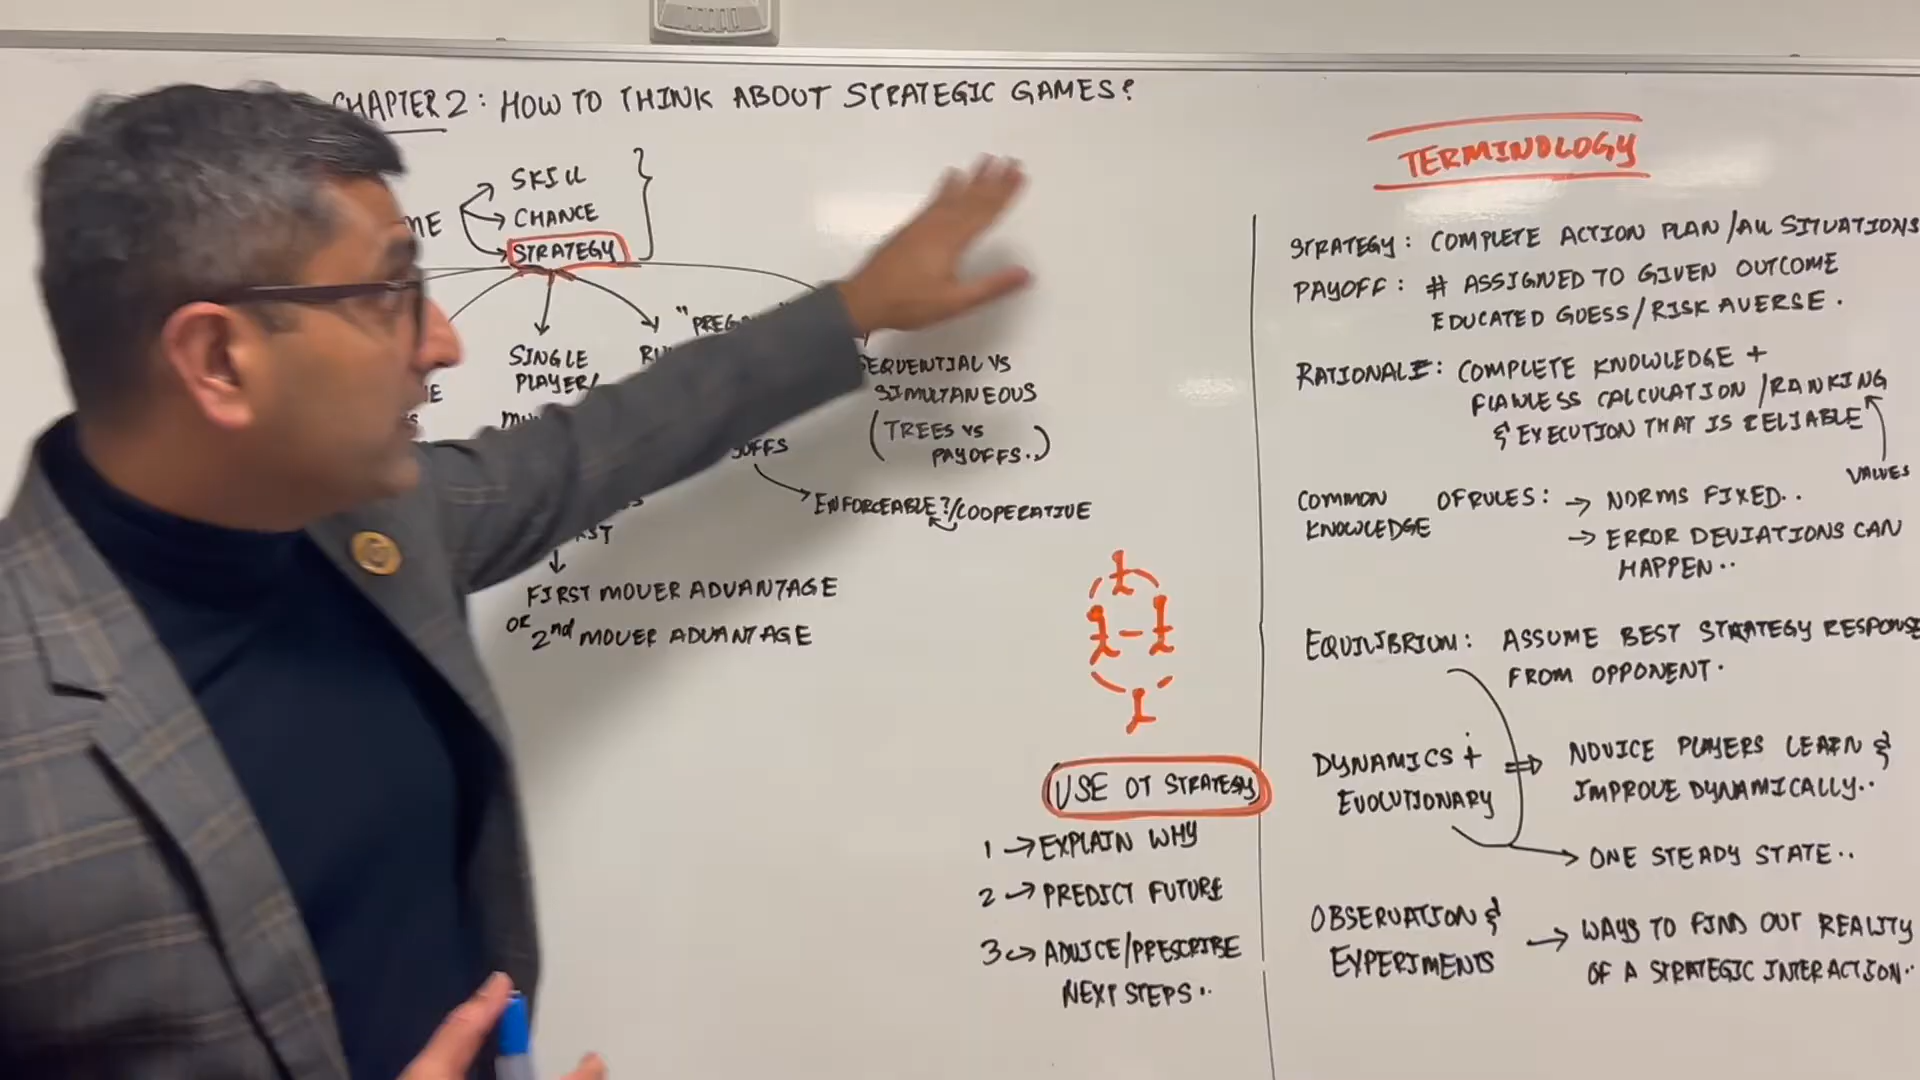 CHAPTER 2: HOW TO THINK ABOUT STRATEGIC GAMES?
SKILL
CHANCE
STRATEGY
SINGLE
PLAYER/
SEQUENTIAL VS
SIMULTANEOUS
(TREES VS
PAYOFFS..)
ENFORCEABLE?/COOPERATIVE
FIRST MOVER ADVANTAGE
OR 2nd MOVER ADVANTAGE
USE OT STRATEGY
1 → EXPLAIN WHY
2 → PREDICT FUTURE
3 → ADVICE/PRESCRIBE
NEXT STEPS..
TERMINOLOGY
STRATEGY: COMPLETE ACTION PLAN/ALL SITUATIONS
PAYOFF: # ASSIGNED TO GIVEN OUTCOME
EDUCATED GUESS/RISK AVERSE.
RATIONALE: COMPLETE KNOWLEDGE +
FLAWLESS CALCULATION/RANKING
& EXECUTION THAT IS RELIABLE
VALUES
COMMON OF RULES: → NORMS FIXED..
KNOWLEDGE → ERROR DEVIATIONS CAN
HAPPEN..
EQUILIBRIUM: ASSUME BEST STRATEGY RESPONSE
FROM OPPONENT.
DYNAMICS + ⇒ NOVICE PLAYERS LEARN &
EVOLUTIONARY IMPROVE DYNAMICALLY..
→ ONE STEADY STATE..
OBSERVATION & → WAYS TO FIND OUT REALITY
EXPERIMENTS OF A STRATEGIC INTERACTION..